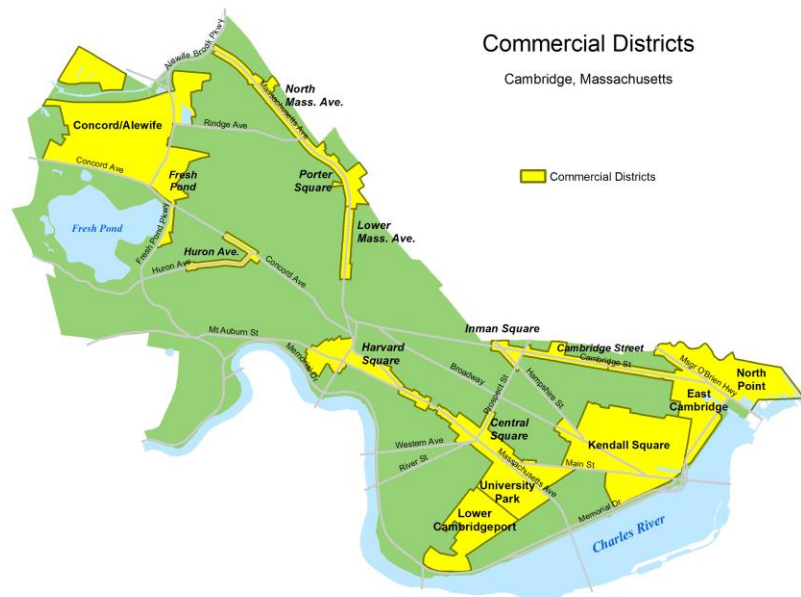 Commercial Districts
Cambridge, Massachusetts
Commercial Districts
Alewife Brook Pkwy
North
Mass. Ave.
Massachusetts Ave
Concord/Alewife
Rindge Ave
Concord Ave
Fresh
Pond
Porter
Square
Fresh Pond
Fresh Pond Pkwy
Lower
Mass. Ave.
Huron Ave.
Huron Ave
Concord Ave
Mt Auburn St
Memorial Dr
Harvard
Square
Inman Square
Cambridge Street
Cambridge St
Msgr O'Brien Hwy
North
Point
Broadway
Prospect St
Hampshire St
East
Cambridge
Central
Square
Kendall Square
Western Ave
River St
Massachusetts Ave
Main St
University
Park
Lower
Cambridgeport
Memorial Dr
Charles River